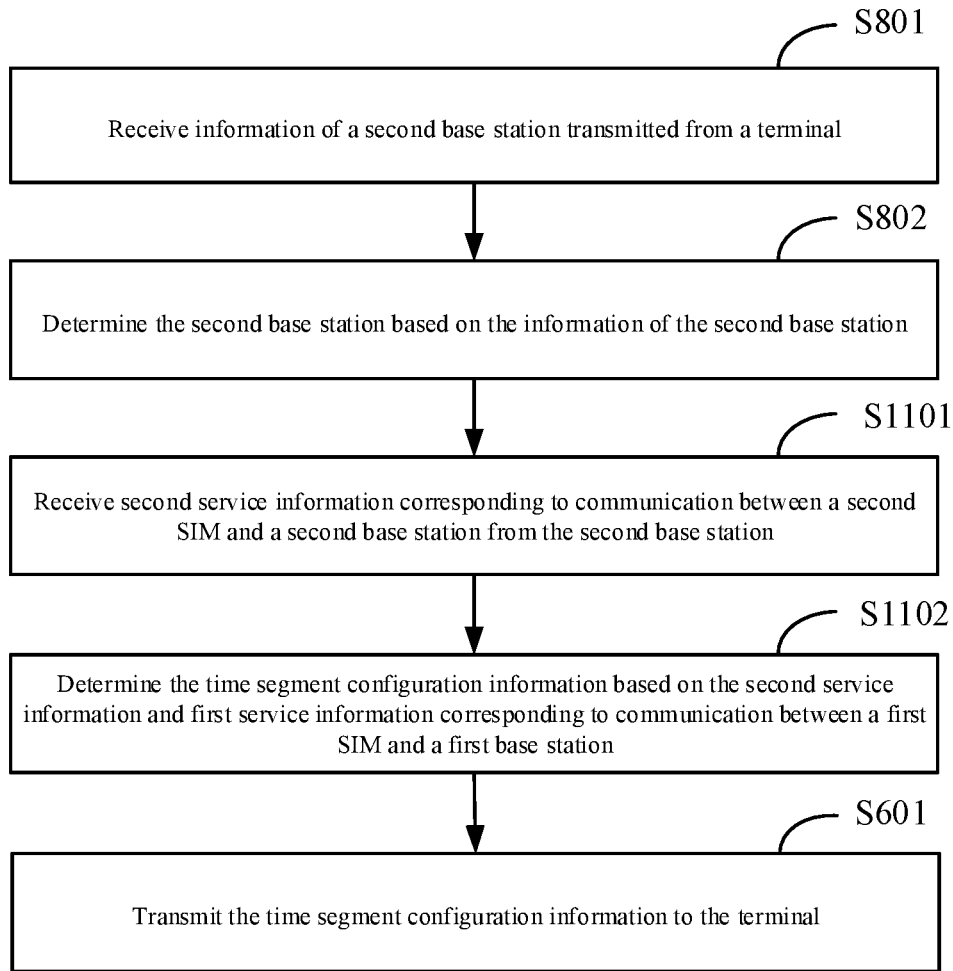 S801
Receive information of a second base station transmitted from a terminal
S802
Determine the second base station based on the information of the second base station
S1101
Receive second service information corresponding to communication between a second
SIM and a second base station from the second base station
S1102
Determine the time segment configuration information based on the second service
information and first service information corresponding to communication between a first
SIM and a first base station
S601
Transmit the time segment configuration information to the terminal